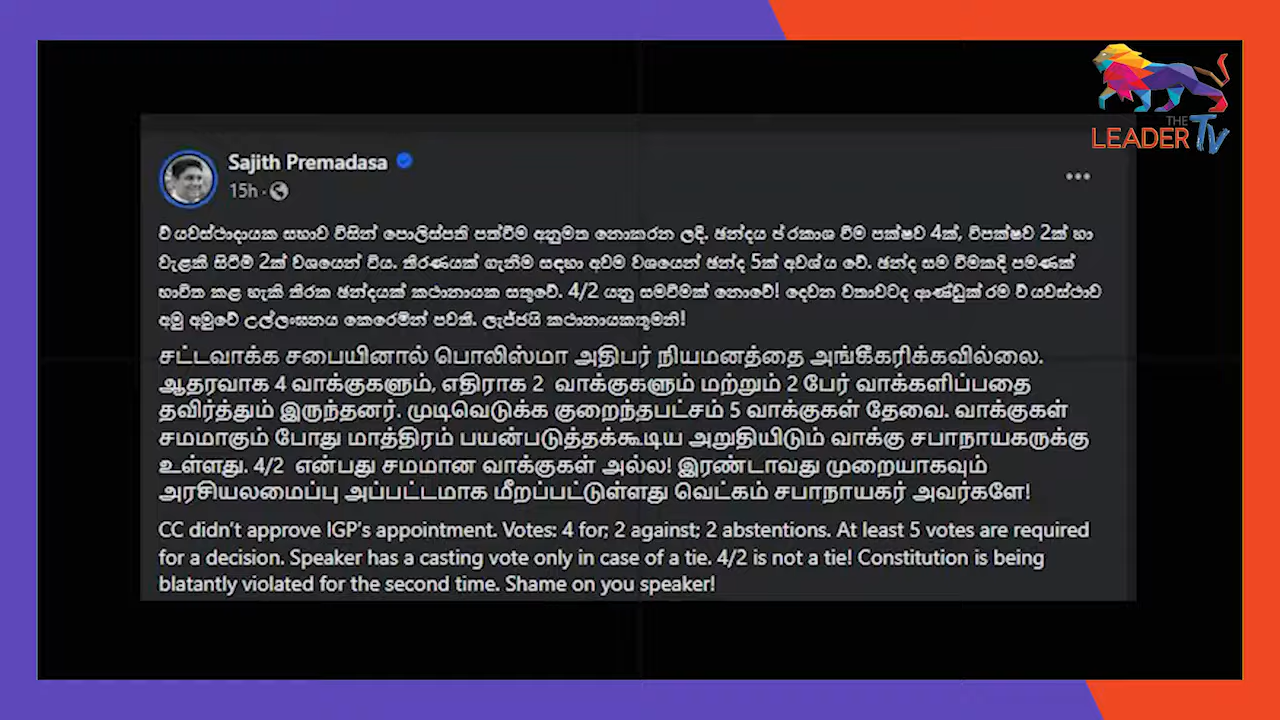 THE
LEADER TV
Sajith Premadasa
15h
ව්‍යවස්ථාදායක සභාව විසින් පොලිස්පති පත්වීම අනුමත නොකරන ලදි. ඡන්දය ප්‍රකාශ වීම පක්ෂව 4ක්, විපක්ෂව 2ක් හා
වැළකී සිටීම් 2ක් වශයෙන් විය. තීරණයක් ගැනීම සඳහා අවම වශයෙන් ඡන්ද 5ක් අවශ්‍ය වේ. ඡන්ද සම වීමකදී පමණක්
භාවිත කළ හැකි තීරක ඡන්දයක් කථානායක සතුවේ. 4/2 යනු සමවීමක් නොවේ! දෙවන වතාවටද ආණ්ඩුක්‍රම ව්‍යවස්ථාව
අමු අමුවේ උල්ලංඝනය කෙරෙමින් පවතී. ලැජ්ජයි කථානායකතුමනි!
சட்டவாக்க சபையினால் பொலிஸ்மா அதிபர் நியமனத்தை அங்கீகரிக்கவில்லை.
ஆதரவாக 4 வாக்குகளும், எதிராக 2 வாக்குகளும் மற்றும் 2 பேர் வாக்களிப்பதை
தவிர்த்தும் இருந்தனர். முடிவெடுக்க குறைந்தபட்சம் 5 வாக்குகள் தேவை. வாக்குகள்
சமமாகும் போது மாத்திரம் பயன்படுத்தக்கூடிய அறுதியிடும் வாக்கு சபாநாயகருக்கு
உள்ளது. 4/2 என்பது சமமான வாக்குகள் அல்ல! இரண்டாவது முறையாகவும்
அரசியலமைப்பு அப்பட்டமாக மீறப்பட்டுள்ளது வெட்கம் சபாநாயகர் அவர்களே!
CC didn't approve IGP's appointment. Votes: 4 for; 2 against; 2 abstentions. At least 5 votes are required
for a decision. Speaker has a casting vote only in case of a tie. 4/2 is not a tie! Constitution is being
blatantly violated for the second time. Shame on you speaker!